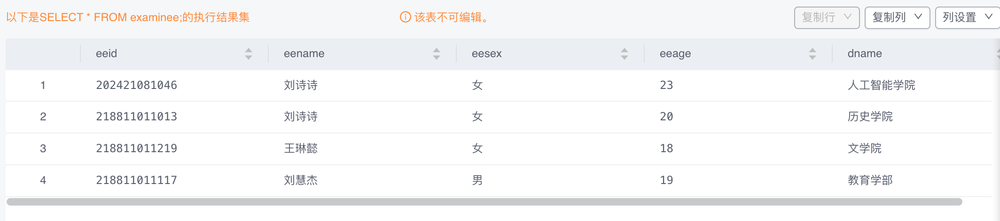 以下是SELECT * FROM examinee;的执行结果集 该表不可编辑。 复制行 复制列 列设置
eeid eename eesex eeage dname
1 202421081046 刘诗诗 女 23 人工智能学院
2 218811011013 刘诗诗 女 20 历史学院
3 218811011219 王琳懿 女 18 文学院
4 218811011117 刘慧杰 男 19 教育学部